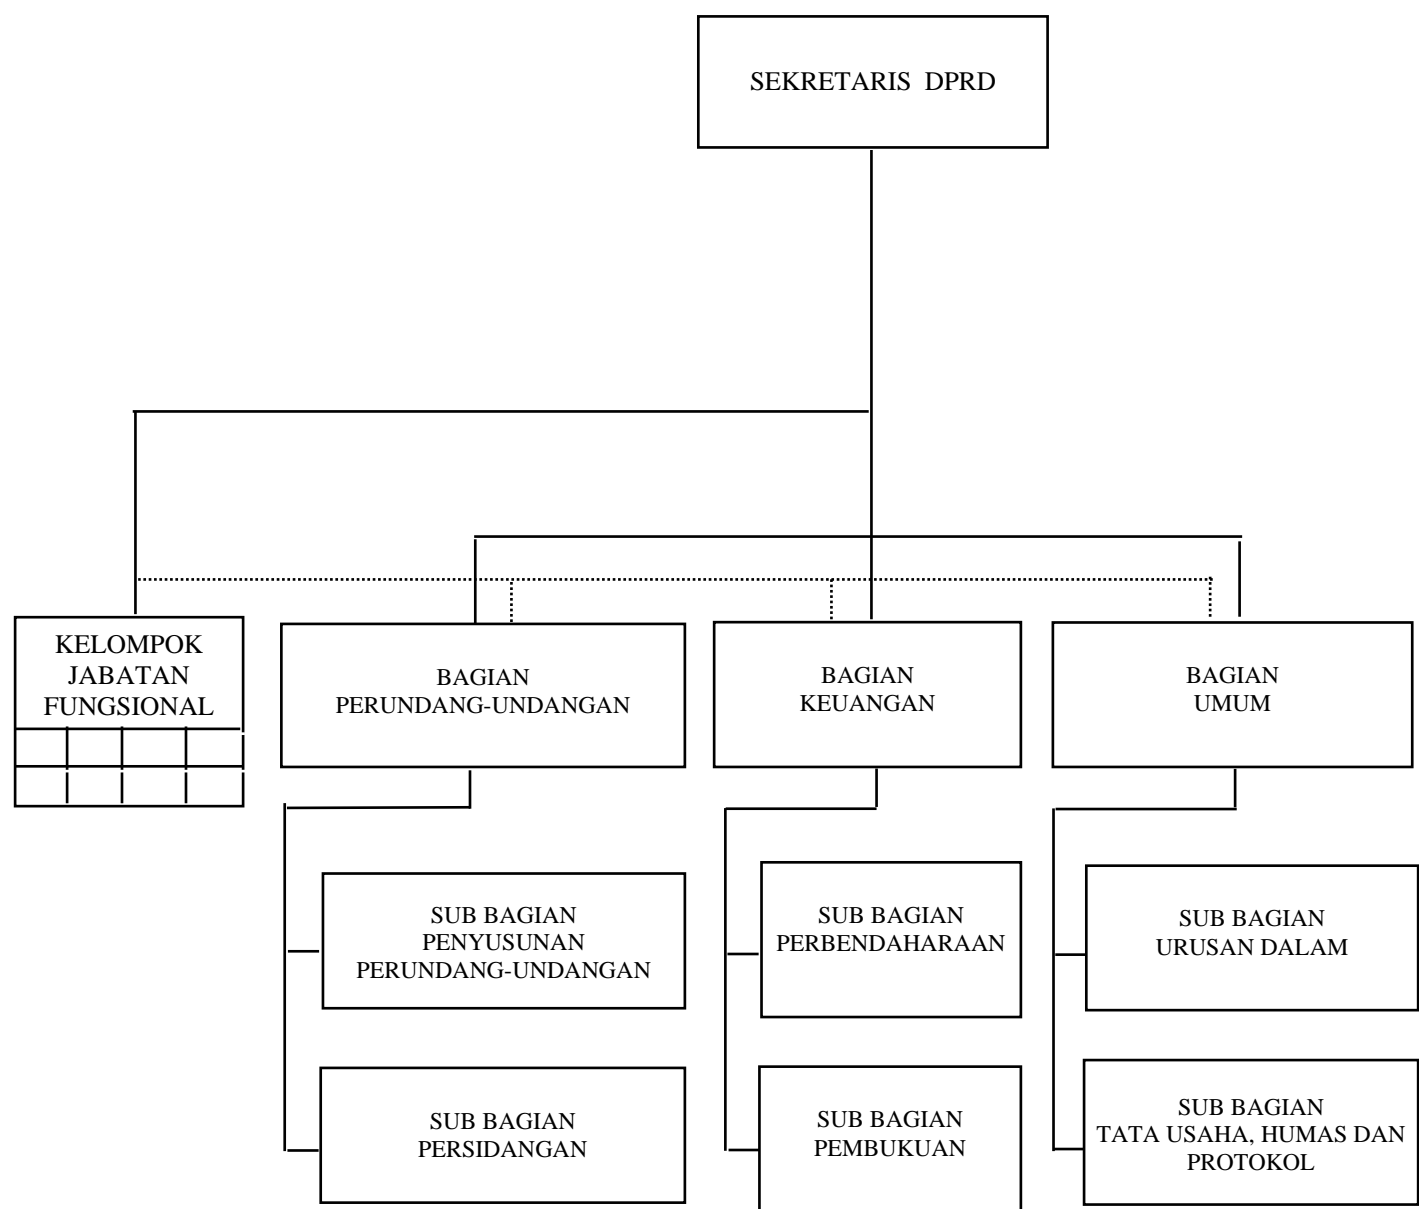 SEKRETARIS DPRD
KELOMPOK
JABATAN
FUNGSIONAL
BAGIAN
PERUNDANG-UNDANGAN
BAGIAN
KEUANGAN
BAGIAN
UMUM
SUB BAGIAN
PENYUSUNAN
PERUNDANG-UNDANGAN
SUB BAGIAN
PERBENDAHARAAN
SUB BAGIAN
URUSAN DALAM
SUB BAGIAN
PERSIDANGAN
SUB BAGIAN
PEMBUKUAN
SUB BAGIAN
TATA USAHA, HUMAS DAN
PROTOKOL